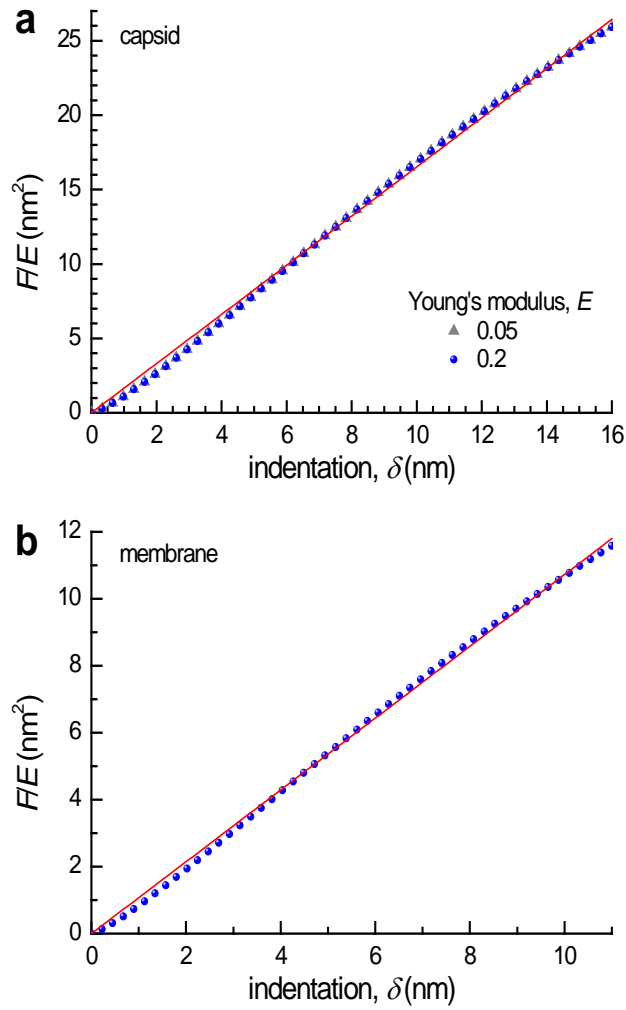 a
capsid
25
20
15
10
5
0
F/E (nm²)
Young's modulus, E
0.05
0.2
0 2 4 6 8 10 12 14 16
indentation, δ (nm)
b
membrane
12
10
8
6
4
2
0
F/E (nm²)
0 2 4 6 8 10
indentation, δ (nm)